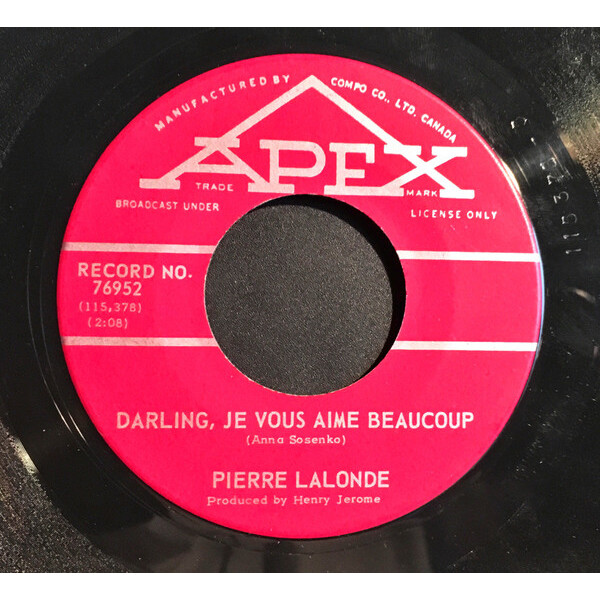 MANUFACTURED BY COMPO CO., LTD. CANADA
APEX
TRADE MARK
BROADCAST UNDER LICENSE ONLY
RECORD NO.
76952
(115,378)
(2:08)
DARLING, JE VOUS AIME BEAUCOUP
(Anna Sosenko)
PIERRE LALONDE
Produced by Henry Jerome